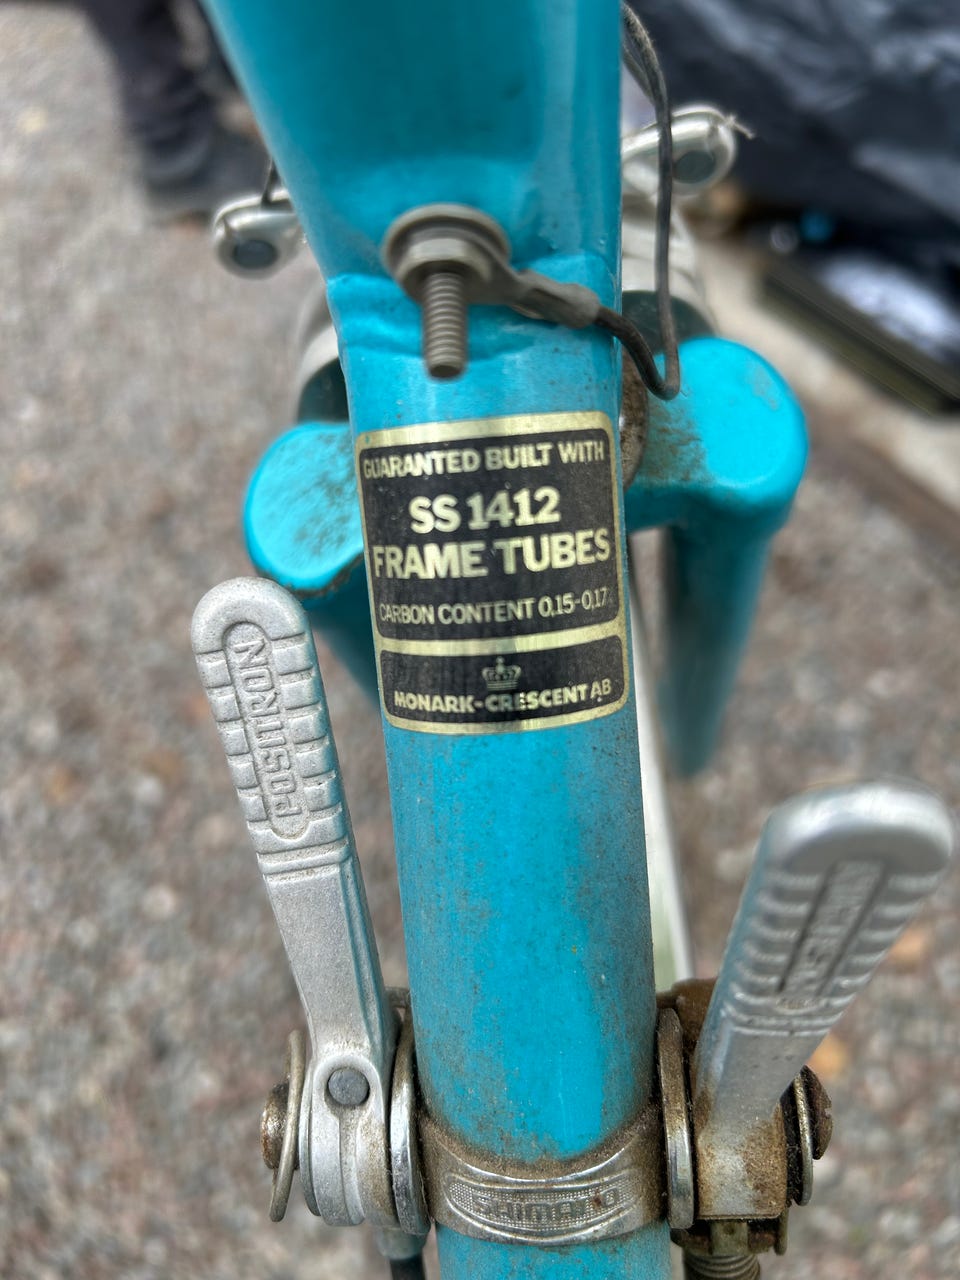 GUARANTED BUILT WITH
SS 1412
FRAME TUBES
CARBON CONTENT 0,15-0,17
MONARK-CRESCENT AB
POSITRON
SHIMANO